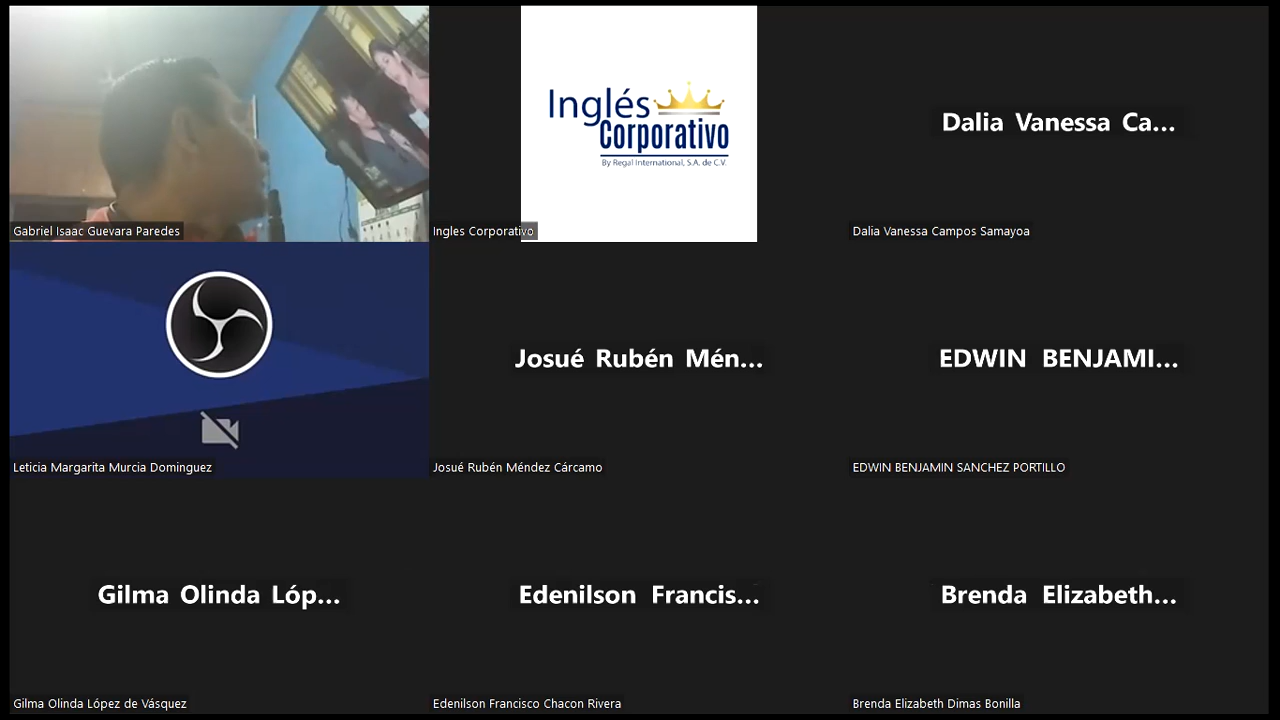 Inglés
Corporativo
By Regal International, S.A. de C.V.
Dalia Vanessa Ca...
Gabriel Isaac Guevara Paredes
Ingles Corporativo
Dalia Vanessa Campos Samayoa
Josué Rubén Mén...
EDWIN BENJAMI...
Leticia Margarita Murcia Dominguez
Josué Rubén Méndez Cárcamo
EDWIN BENJAMIN SANCHEZ PORTILLO
Gilma Olinda Lóp...
Edenilson Francis...
Brenda Elizabeth...
Gilma Olinda López de Vásquez
Edenilson Francisco Chacon Rivera
Brenda Elizabeth Dimas Bonilla